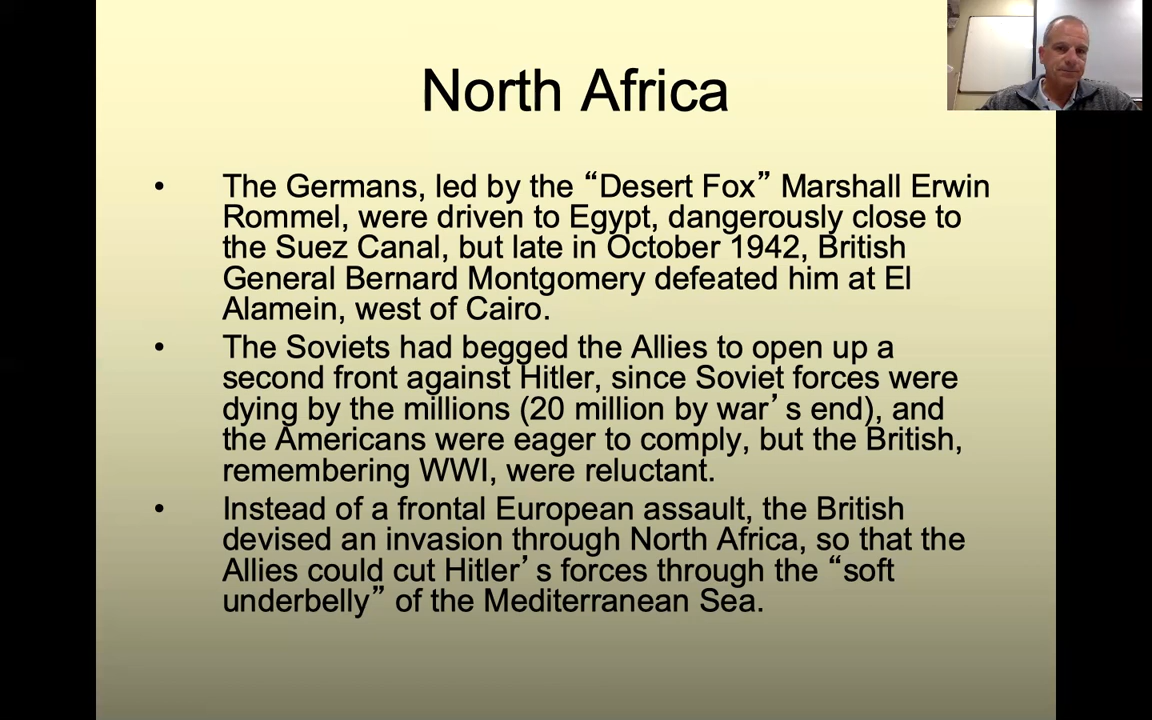 North Africa
• The Germans, led by the “Desert Fox” Marshall Erwin
Rommel, were driven to Egypt, dangerously close to
the Suez Canal, but late in October 1942, British
General Bernard Montgomery defeated him at El
Alamein, west of Cairo.
• The Soviets had begged the Allies to open up a
second front against Hitler, since Soviet forces were
dying by the millions (20 million by war’s end), and
the Americans were eager to comply, but the British,
remembering WWI, were reluctant.
• Instead of a frontal European assault, the British
devised an invasion through North Africa, so that the
Allies could cut Hitler’s forces through the “soft
underbelly” of the Mediterranean Sea.